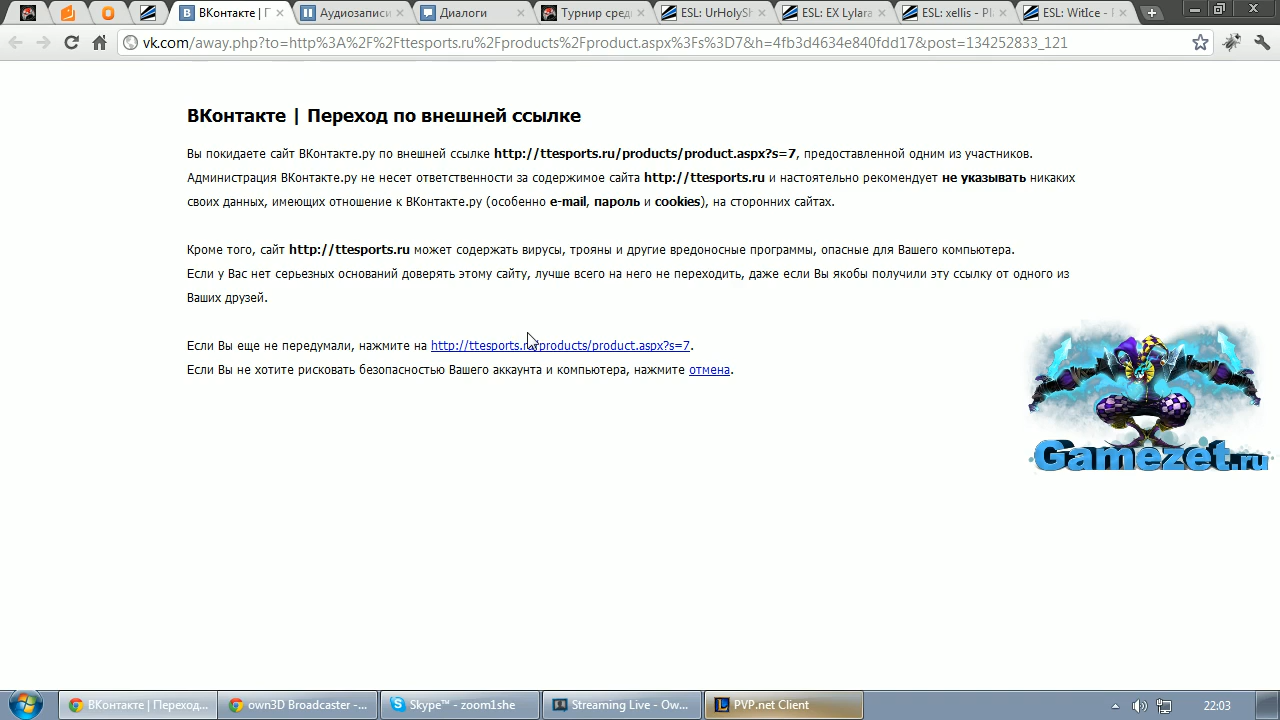 ВКонтакте | П
Аудиозаписи
Диалоги
Турнир сред
ESL: UrHolySh
ESL: EX Lylara
ESL: xellis - Pl
ESL: WitIce - P
vk.com/away.php?to=http%3A%2F%2Fttesports.ru%2Fproducts%2Fproduct.aspx%3Fs%3D7&h=4fb3d4634e840fdd17&post=134252833_121
ВКонтакте | Переход по внешней ссылке
Вы покидаете сайт ВКонтакте.ру по внешней ссылке http://ttesports.ru/products/product.aspx?s=7, предоставленной одним из участников.
Администрация ВКонтакте.ру не несет ответственности за содержимое сайта http://ttesports.ru и настоятельно рекомендует не указывать никаких
своих данных, имеющих отношение к ВКонтакте.ру (особенно e-mail, пароль и cookies), на сторонних сайтах.
Кроме того, сайт http://ttesports.ru может содержать вирусы, трояны и другие вредоносные программы, опасные для Вашего компьютера.
Если у Вас нет серьезных оснований доверять этому сайту, лучше всего на него не переходить, даже если Вы якобы получили эту ссылку от одного из
Ваших друзей.
Если Вы еще не передумали, нажмите на http://ttesports.ru/products/product.aspx?s=7.
Если Вы не хотите рисковать безопасностью Вашего аккаунта и компьютера, нажмите отмена.
Gamezet.ru
ВКонтакте | Переход...
own3D Broadcaster -...
Skype™ - zoom1she
Streaming Live - Ow...
PVP.net Client
22:03